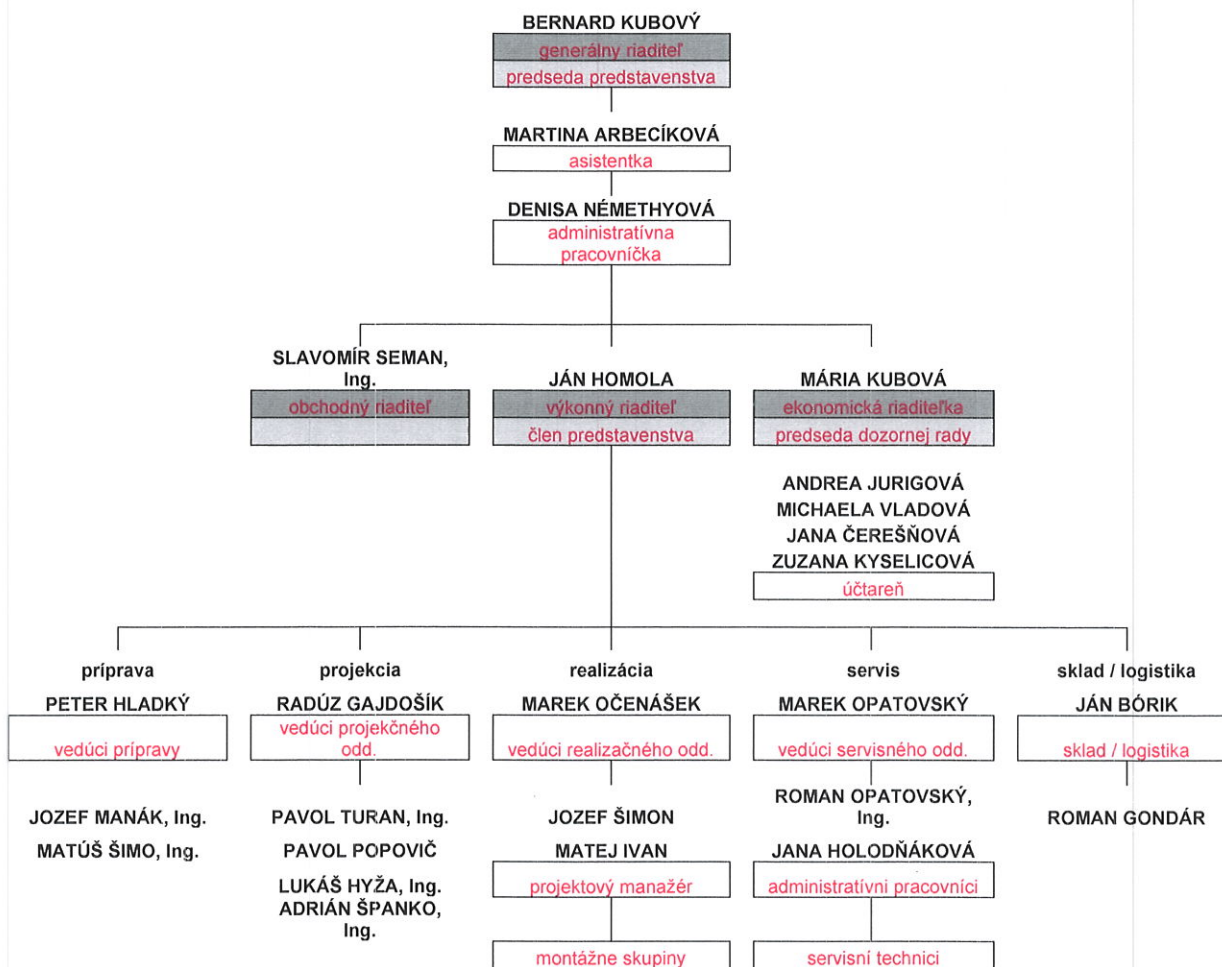 BERNARD KUBOVÝ
generálny riaditeľ
predseda predstavenstva
MARTINA ARBECÍKOVÁ
asistentka
DENISA NÉMETHYOVÁ
administratívna
pracovníčka
SLAVOMÍR SEMAN,
Ing.
obchodný riaditeľ
JÁN HOMOLA
výkonný riaditeľ
člen predstavenstva
MÁRIA KUBOVÁ
ekonomická riaditeľka
predseda dozornej rady
ANDREA JURIGOVÁ
MICHAELA VLADOVÁ
JANA ČEREŠŇOVÁ
ZUZANA KYSELICOVÁ
účtareň
príprava
PETER HLADKÝ
vedúci prípravy
JOZEF MANÁK, Ing.
MATÚŠ ŠIMO, Ing.
projekcia
RADÚZ GAJDOŠÍK
vedúci projekčného
odd.
PAVOL TURAN, Ing.
PAVOL POPOVIČ
LUKÁŠ HYŽA, Ing.
ADRIÁN ŠPANKO,
Ing.
realizácia
MAREK OČENÁŠEK
vedúci realizačného odd.
JOZEF ŠIMON
MATEJ IVAN
projektový manažér
montážne skupiny
servis
MAREK OPATOVSKÝ
vedúci servisného odd.
ROMAN OPATOVSKÝ,
Ing.
JANA HOLODŇÁKOVÁ
administratívni pracovníci
servisní technici
sklad / logistika
JÁN BÓRIK
sklad / logistika
ROMAN GONDÁR